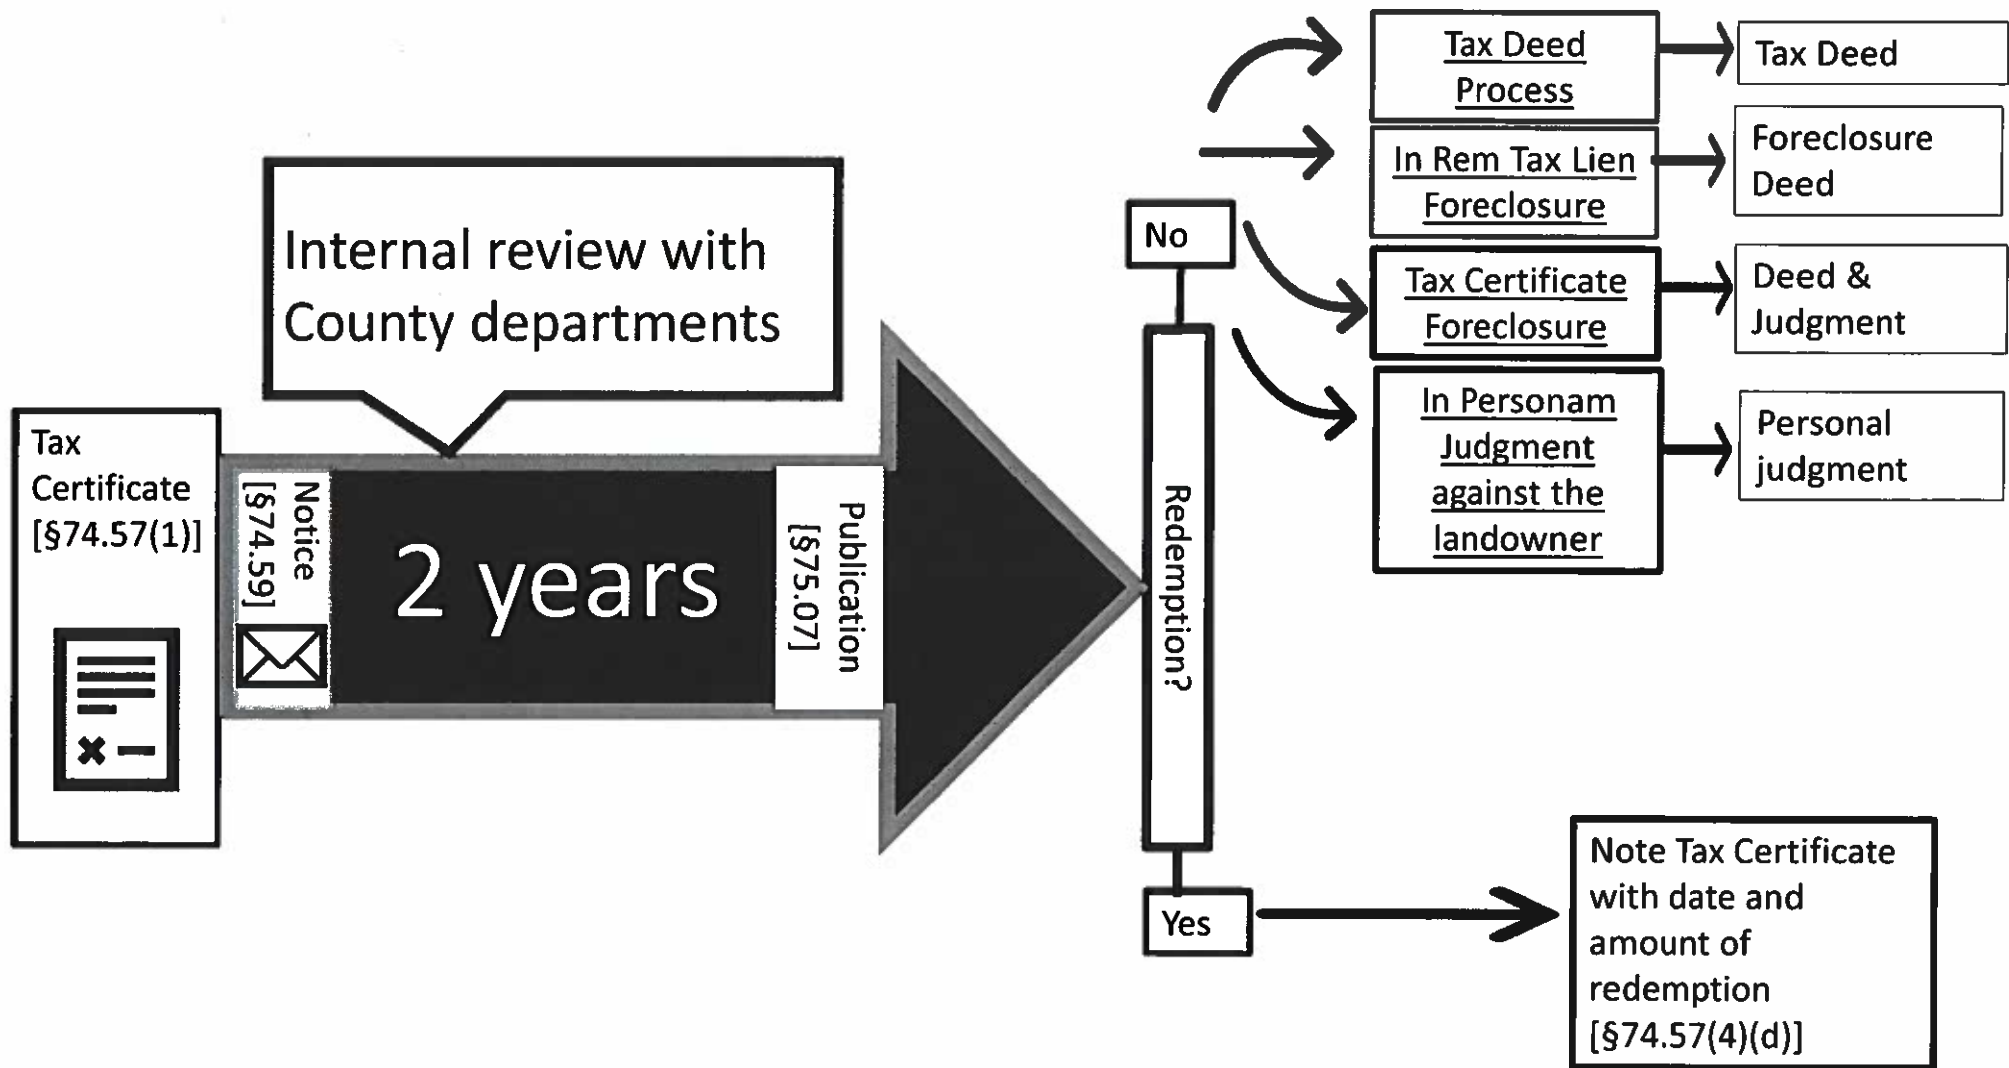 Tax
Certificate
[§74.57(1)]
Internal review with
County departments
Notice
[§74.59]
2 years
Publication
[§75.07]
Redemption?
No
Tax Deed
Process
Tax Deed
In Rem Tax Lien
Foreclosure
Foreclosure
Deed
Tax Certificate
Foreclosure
Deed &
Judgment
In Personam
Judgment
against the
landowner
Personal
judgment
Yes
Note Tax Certificate
with date and
amount of
redemption
[§74.57(4)(d)]